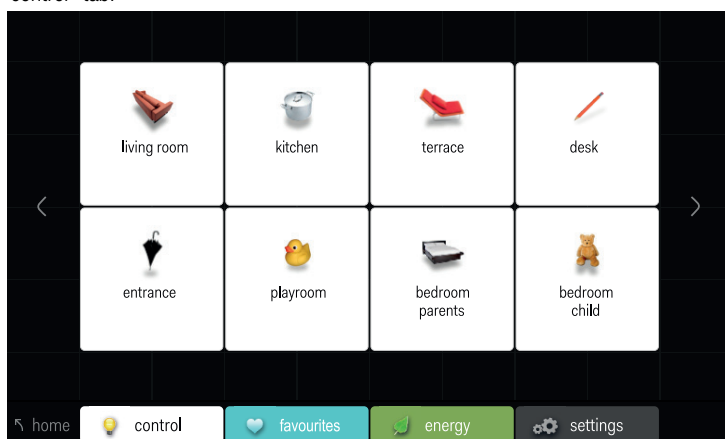 living room
kitchen
terrace
desk
entrance
playroom
bedroom
parents
bedroom
child
home
control
favourites
energy
settings